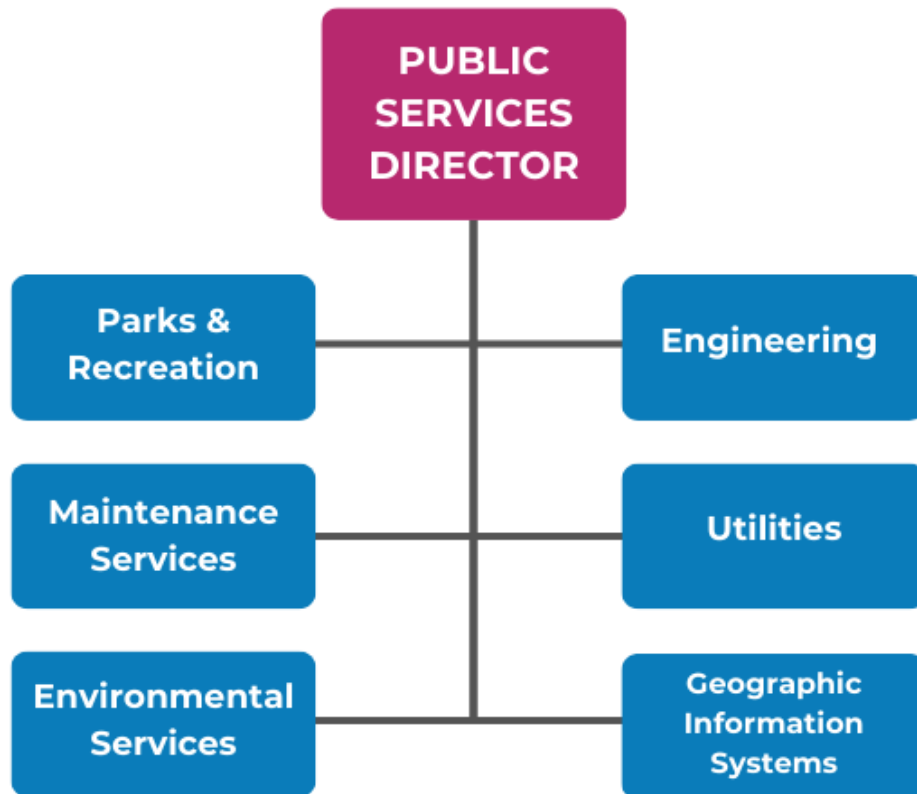 PUBLIC
SERVICES
DIRECTOR
Parks &
Recreation
Engineering
Maintenance
Services
Utilities
Environmental
Services
Geographic
Information
Systems